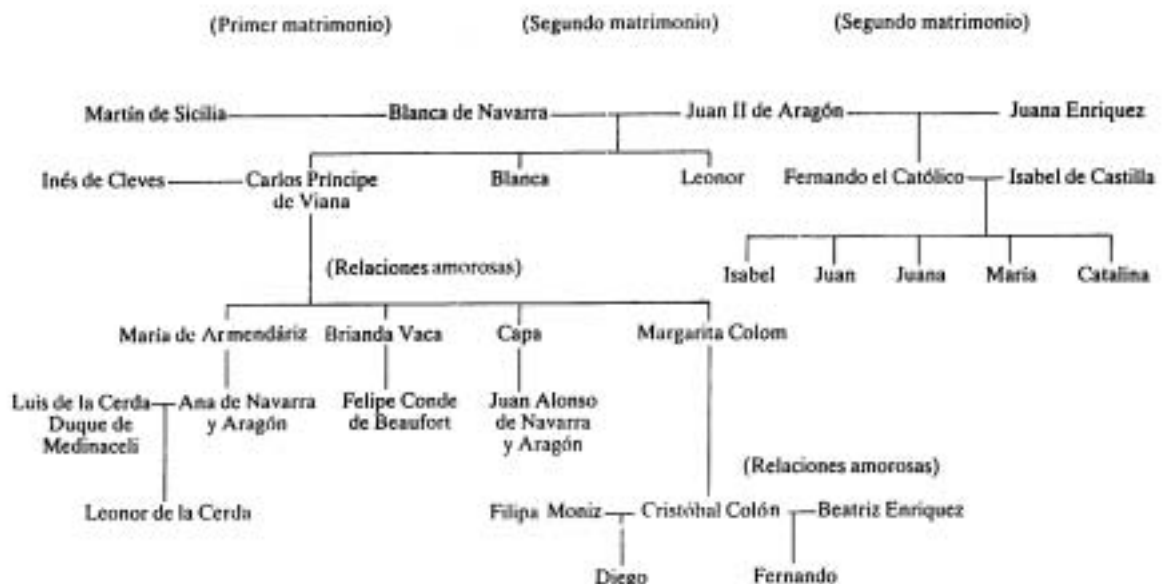 (Primer matrimonio) (Segundo matrimonio) (Segundo matrimonio)
Martín de Sicilia Blanca de Navarra Juan II de Aragón Juana Enriquez
Inés de Cleves Carlos Príncipe Blanca Leonor Fernando el Católico Isabel de Castilla
de Viana
Isabel Juan Juana María Catalina
(Relaciones amorosas)
María de Armendáriz Brianda Vaca Capa Margarita Colom
Luis de la Cerda Ana de Navarra Felipe Conde Juan Alonso
Duque de y Aragón de Beaufort de Navarra
Medinaceli y Aragón
(Relaciones amorosas)
Leonor de la Cerda Filipa Moniz Cristóbal Colón Beatriz Enriquez
Diego Fernando